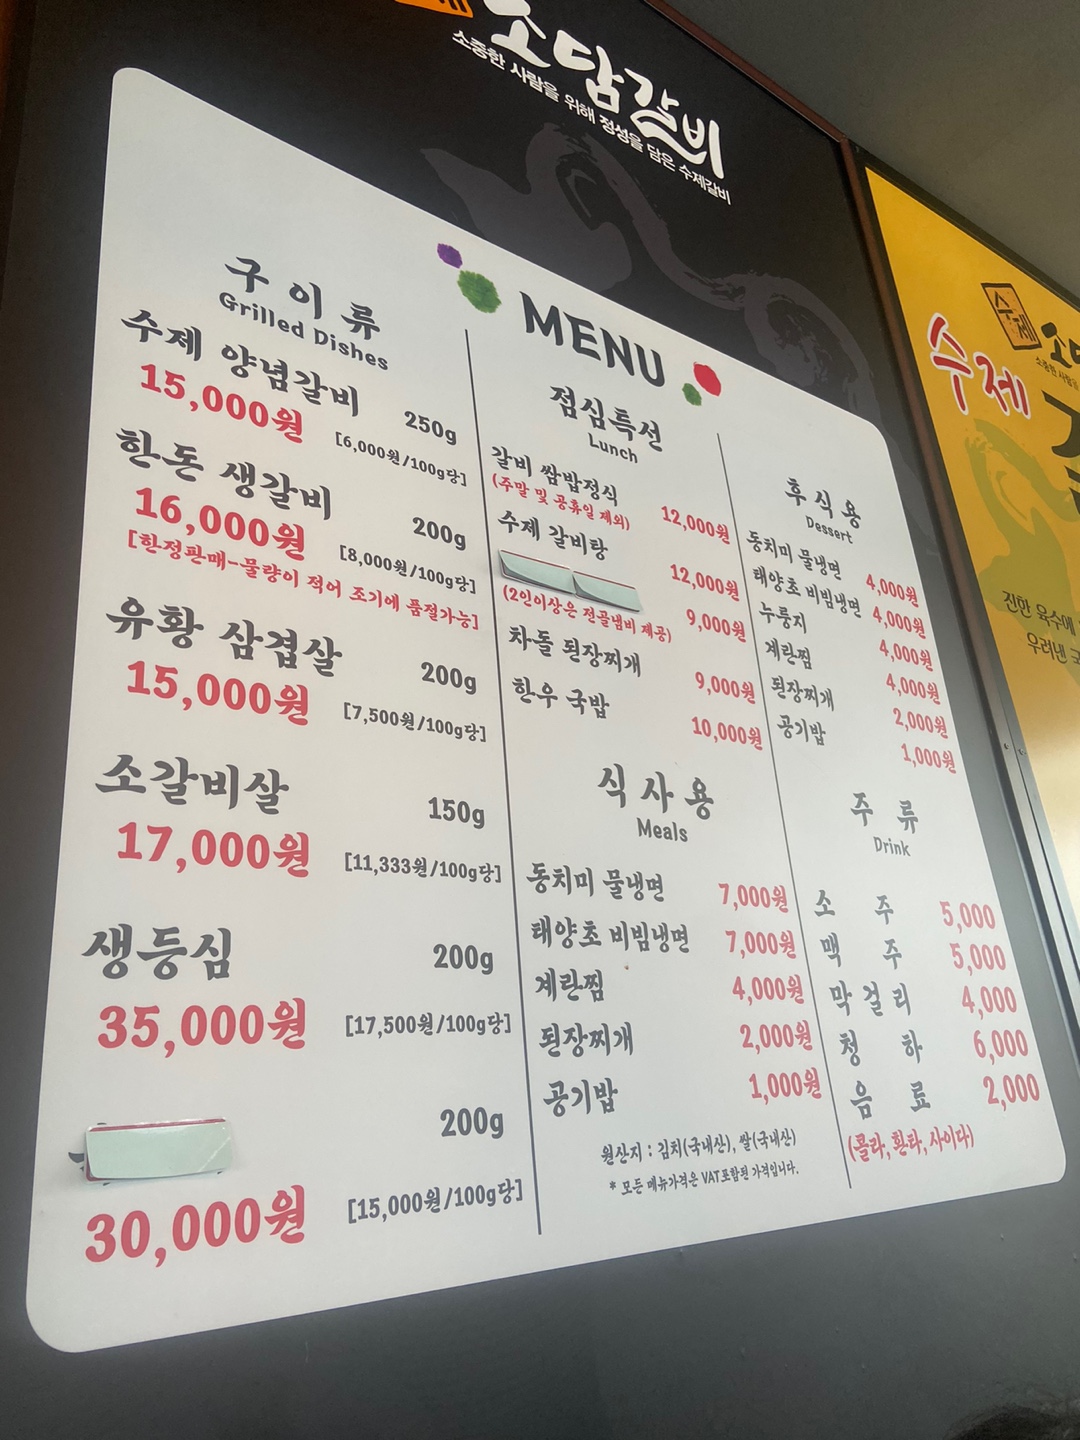 소담갈비
소중한 사람을 위해 정성을 담은 수제갈비
MENU
구이류
Grilled Dishes
수제 양념갈비 250g
15,000원 [6,000원/100g당]
한돈 생갈비 200g
16,000원 [8,000원/100g당]
[한정판매-물량이 적어 조기에 품절가능]
유황 삼겹살 200g
15,000원 [7,500원/100g당]
소갈비살 150g
17,000원 [11,333원/100g당]
생등심 200g
35,000원 [17,500원/100g당]
200g
30,000원 [15,000원/100g당]
점심특선
Lunch
갈비 쌈밥정식 12,000원
(주말 및 공휴일 제외)
수제 갈비탕 12,000원
9,000원
(2인이상은 전골냄비 제공)
차돌 된장찌개 9,000원
한우 국밥 10,000원
식사용
Meals
동치미 물냉면 7,000원
태양초 비빔냉면 7,000원
계란찜 4,000원
된장찌개 2,000원
공기밥 1,000원
원산지 : 김치(국내산), 쌀(국내산)
* 모든 메뉴가격은 VAT포함된 가격입니다.
후식용
Dessert
동치미 물냉면 4,000원
태양초 비빔냉면 4,000원
누룽지 4,000원
계란찜 4,000원
된장찌개 2,000원
공기밥 1,000원
주류
Drink
소주 5,000
맥주 5,000
막걸리 4,000
청하 6,000
음료 2,000
(콜라, 환타, 사이다)
수제
수제
진한 육수에
우려낸